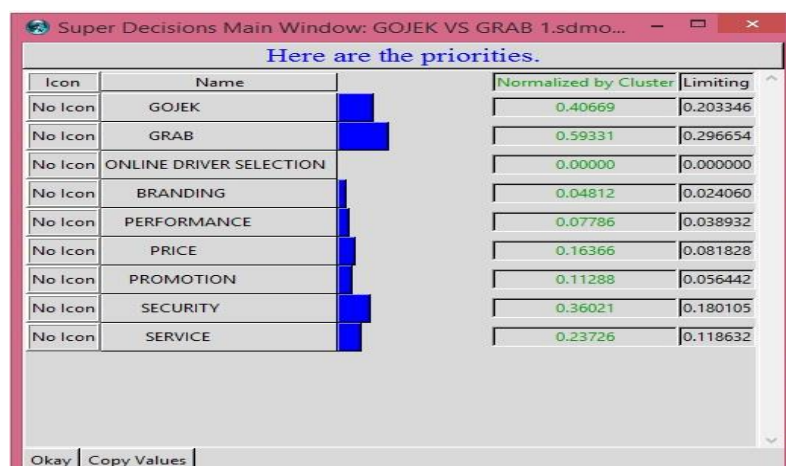 Super Decisions Main Window: GOJEK VS GRAB 1.sdmo...
Here are the priorities.
Icon Name Normalized by Cluster Limiting
No Icon GOJEK 0.40669 0.203346
No Icon GRAB 0.59331 0.296654
No Icon ONLINE DRIVER SELECTION 0.00000 0.000000
No Icon BRANDING 0.04812 0.024060
No Icon PERFORMANCE 0.07786 0.038932
No Icon PRICE 0.16366 0.081828
No Icon PROMOTION 0.11288 0.056442
No Icon SECURITY 0.36021 0.180105
No Icon SERVICE 0.23726 0.118632
Okay Copy Values